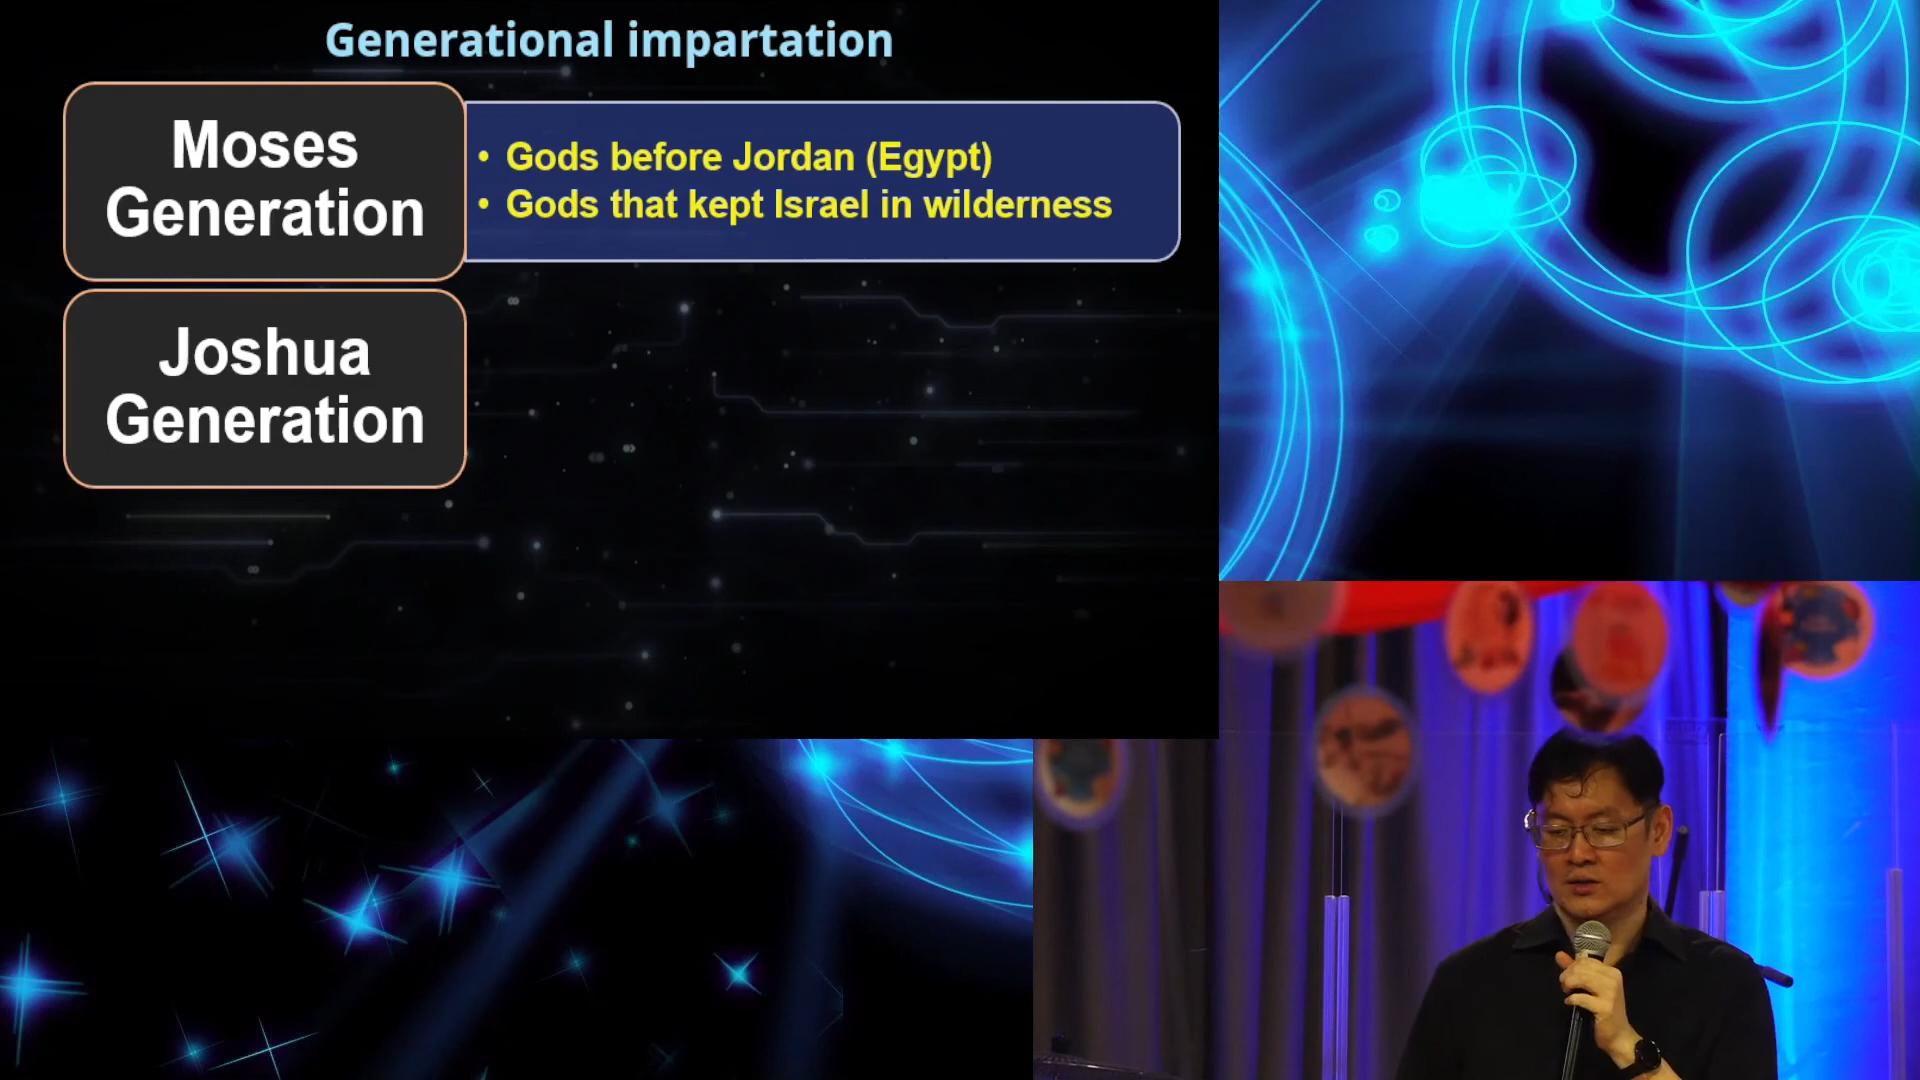 Generational impartation
Moses
Generation
• Gods before Jordan (Egypt)
• Gods that kept Israel in wilderness
Joshua
Generation